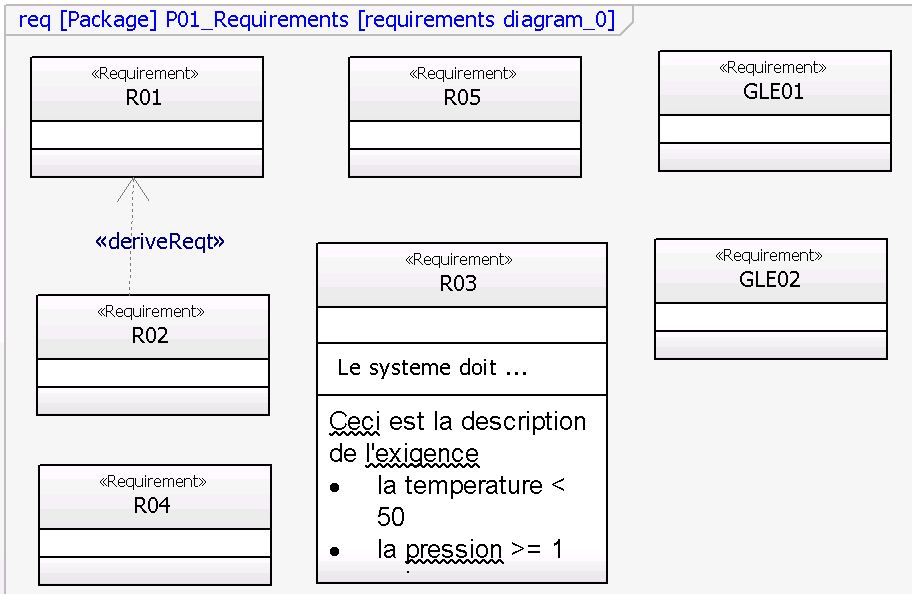 req [Package] P01_Requirements [requirements diagram_0]
«Requirement»
R01
«Requirement»
R05
«Requirement»
GLE01
«deriveReqt»
«Requirement»
R02
«Requirement»
R03
Le systeme doit ...
Ceci est la description
de l'exigence
• la temperature <
50
• la pression >= 1
«Requirement»
GLE02
«Requirement»
R04